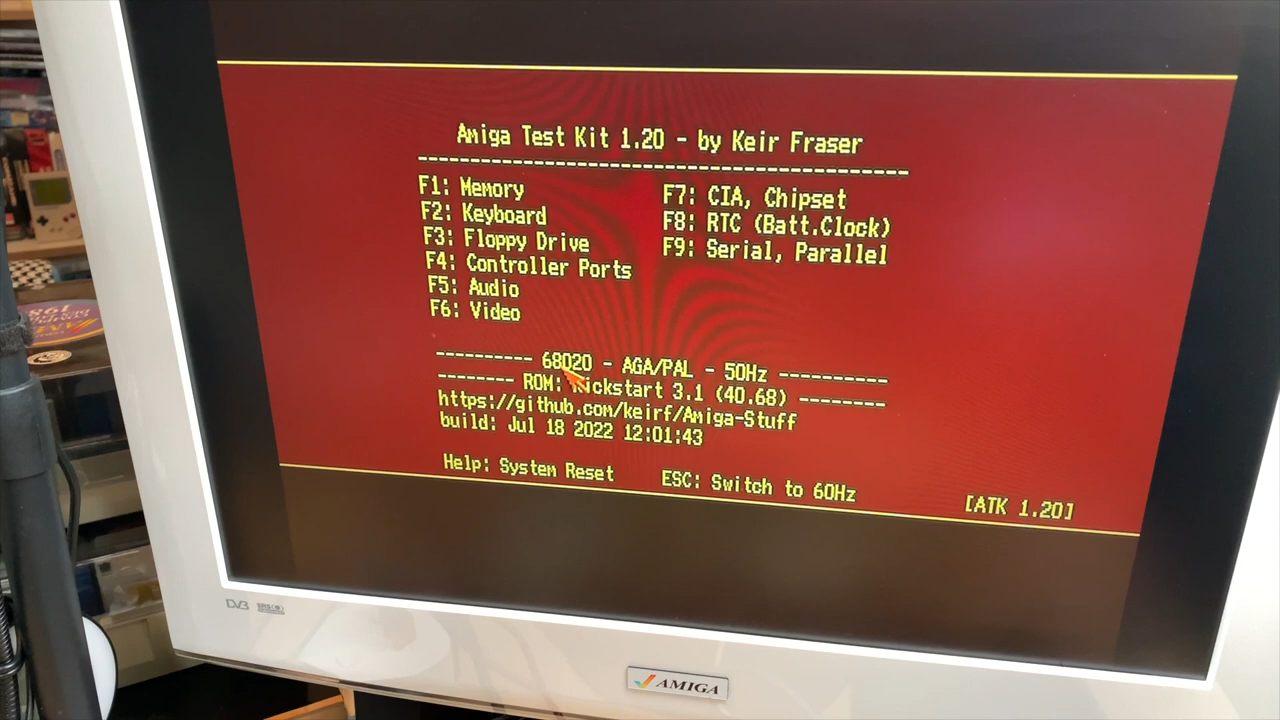 Amiga Test Kit 1.20 - by Keir Fraser
------------------------------------------------
F1: Memory
F2: Keyboard
F3: Floppy Drive
F4: Controller Ports
F5: Audio
F6: Video
F7: CIA, Chipset
F8: RTC (Batt.Clock)
F9: Serial, Parallel
---------- 68020 - AGA/PAL - 50Hz -----------
-------- ROM: Kickstart 3.1 (40.68) ---------
https://github.com/keirf/Amiga-Stuff
build: Jul 18 2022 12:01:43
Help: System Reset
ESC: Switch to 60Hz
[ATK 1.20]
DVB
AMIGA